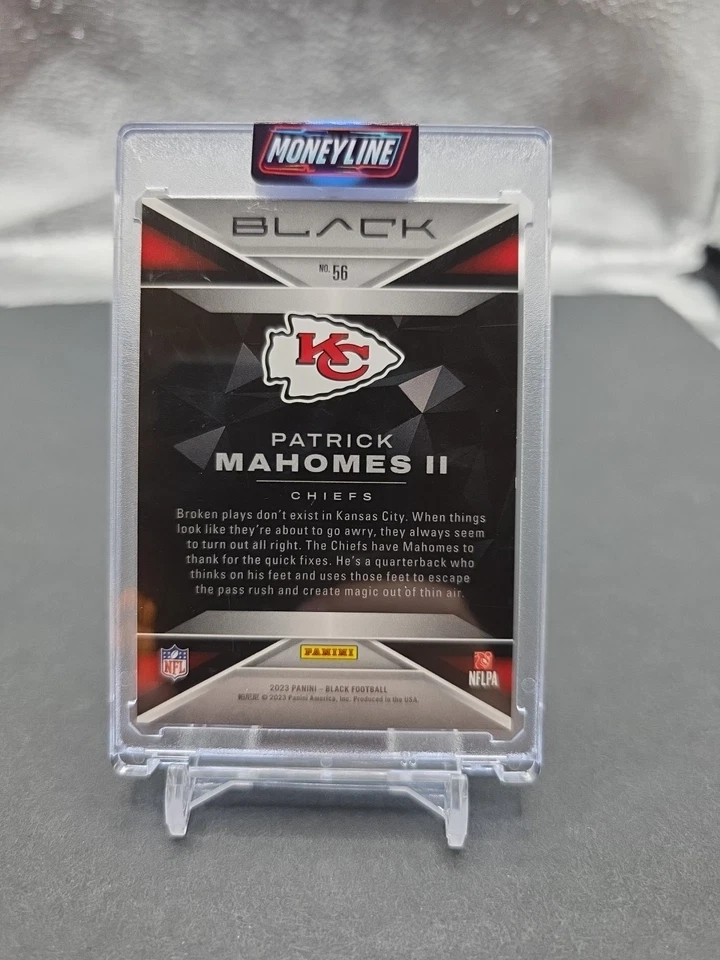 MONEYLINE
BLACK
NO. 56
KC
PATRICK
MAHOMES II
CHIEFS
Broken plays don't exist in Kansas City. When things
look like they're about to go awry, they always seem
to turn out all right. The Chiefs have Mahomes to
thank for the quick fixes. He's a quarterback who
thinks on his feet and uses those feet to escape
the pass rush and create magic out of thin air.
NFL
PANINI
NFLPA
2023 PANINI - BLACK FOOTBALL
© 2023 Panini America, Inc. Produced in the USA.